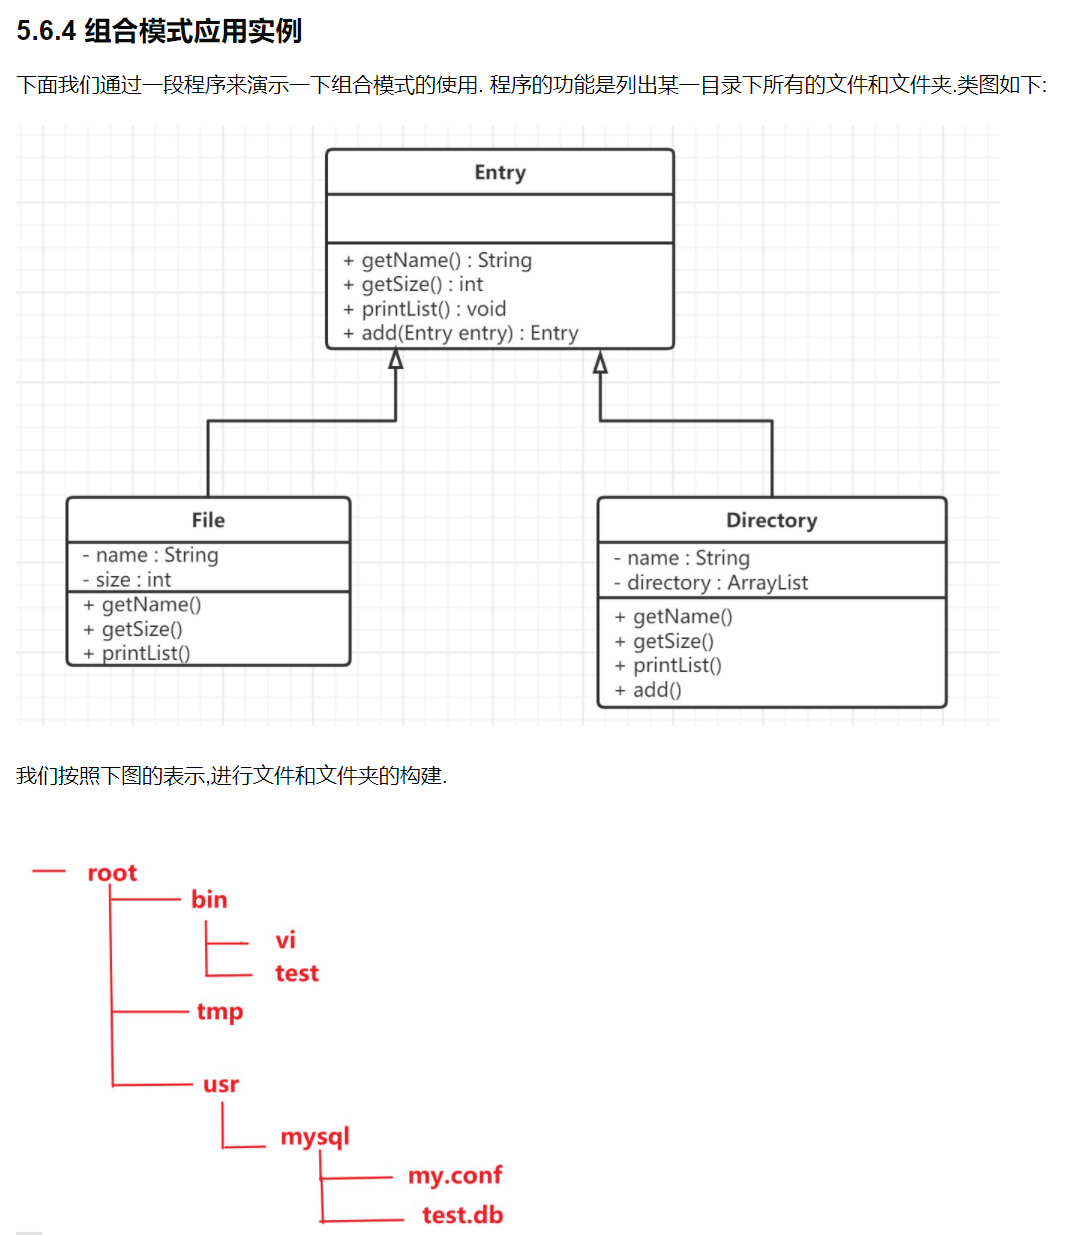 5.6.4 组合模式应用实例
下面我们通过一段程序来演示一下组合模式的使用. 程序的功能是列出某一目录下所有的文件和文件夹.类图如下:
Entry
+ getName() : String
+ getSize() : int
+ printList() : void
+ add(Entry entry) : Entry
File
- name : String
- size : int
+ getName()
+ getSize()
+ printList()
Directory
- name : String
- directory : ArrayList
+ getName()
+ getSize()
+ printList()
+ add()
我们按照下图的表示,进行文件和文件夹的构建.
root
bin
vi
test
tmp
usr
mysql
my.conf
test.db